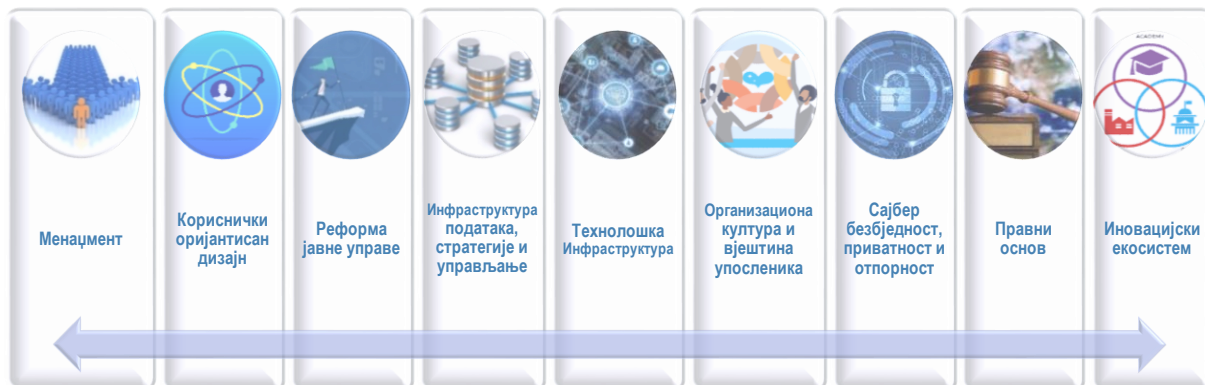 ACADEMIA
Менаџмент
Кориснички
оријантисан
дизајн
Реформа
јавне управе
Инфраструктура
података,
стратегије и
управљање
Технолошка
Инфраструктура
Организациона
култура и
вјештина
упосленика
Сајбер
безбједност,
приватност и
отпорност
Правни
основ
Иновацијски
екосистем